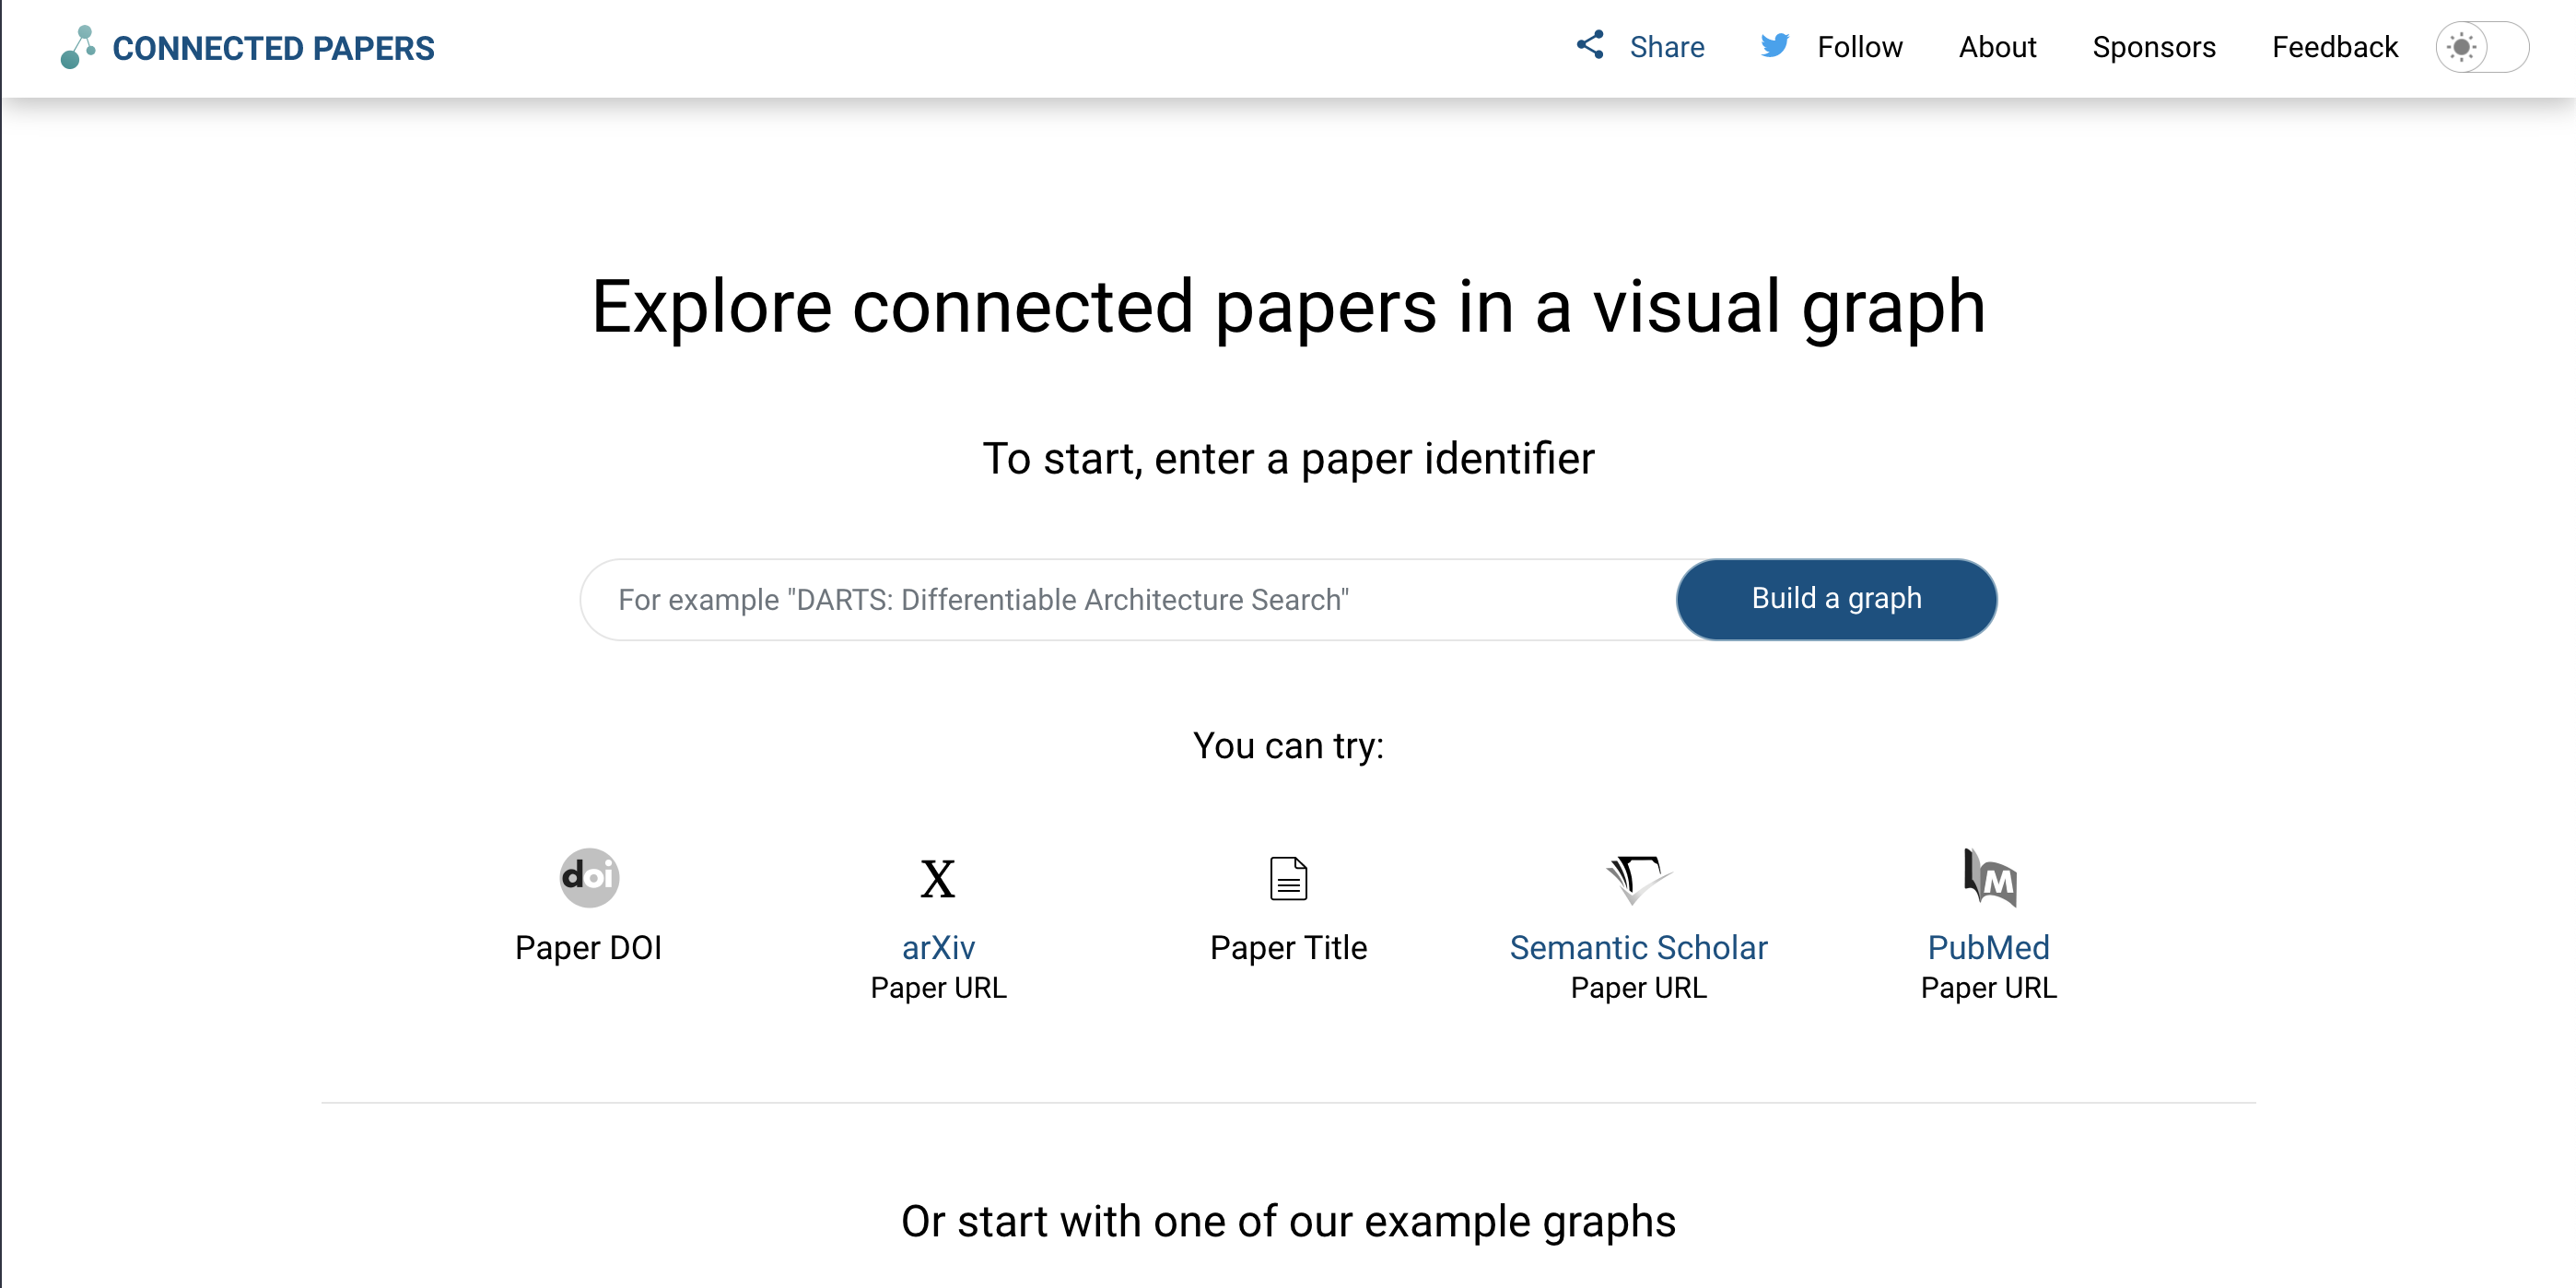 CONNECTED PAPERS
Share Follow About Sponsors Feedback
Explore connected papers in a visual graph
To start, enter a paper identifier
For example "DARTS: Differentiable Architecture Search" Build a graph
You can try:
doi X M
Paper DOI arXiv Paper Title Semantic Scholar PubMed
Paper URL Paper URL Paper URL
Or start with one of our example graphs